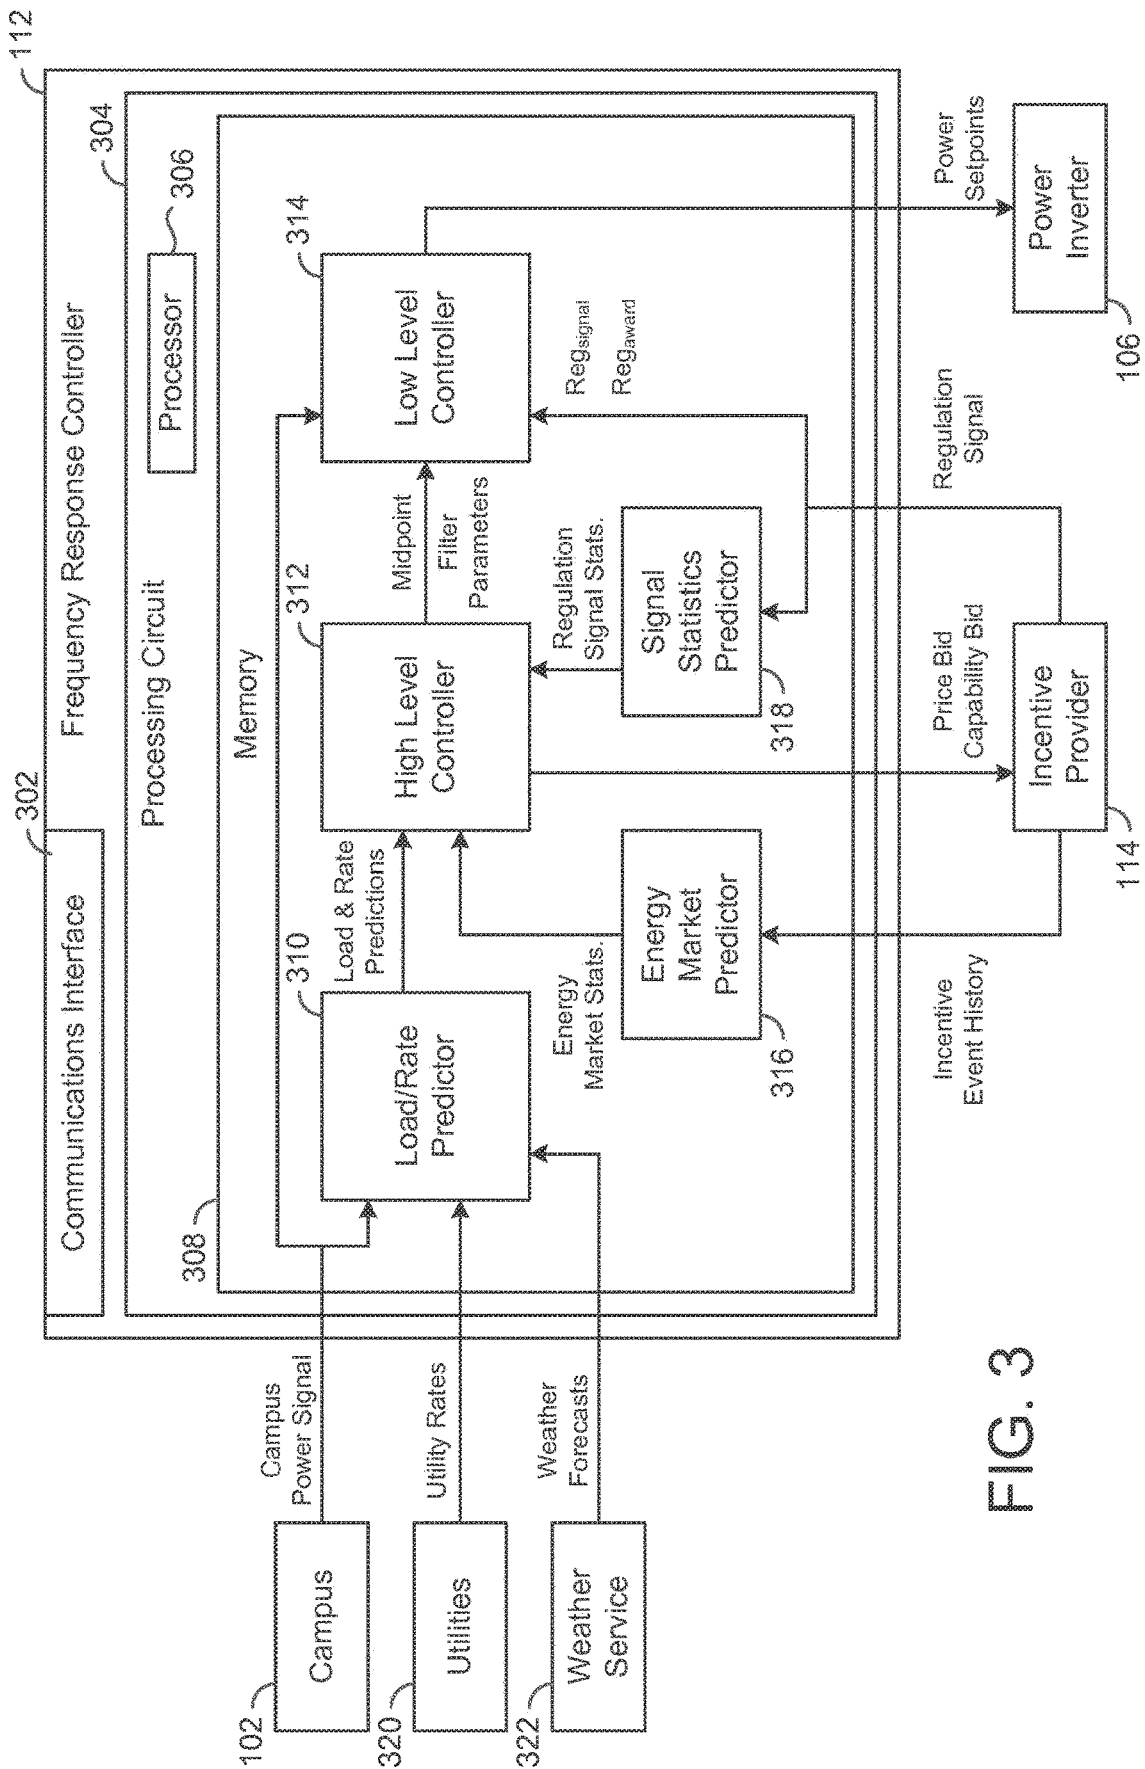 112
302
Frequency Response Controller
304
Communications Interface
Processing Circuit
306
Processor
308
Memory
310
312
314
Campus
Power Signal
102
Campus
Load/Rate
Predictor
Load & Rate
Predictions
High Level
Controller
Midpoint
Filter
Parameters
Low Level
Controller
Utility Rates
320
Utilities
Energy
Market Stats.
Regulation
Signal Stats.
Reg_signal
Reg_award
Weather
Forecasts
322
Weather
Service
316
Energy
Market
Predictor
318
Signal
Statistics
Predictor
Incentive
Event History
Price Bid
Capability Bid
Regulation
Signal
Power
Setpoints
114
Incentive
Provider
106
Power
Inverter
FIG. 3